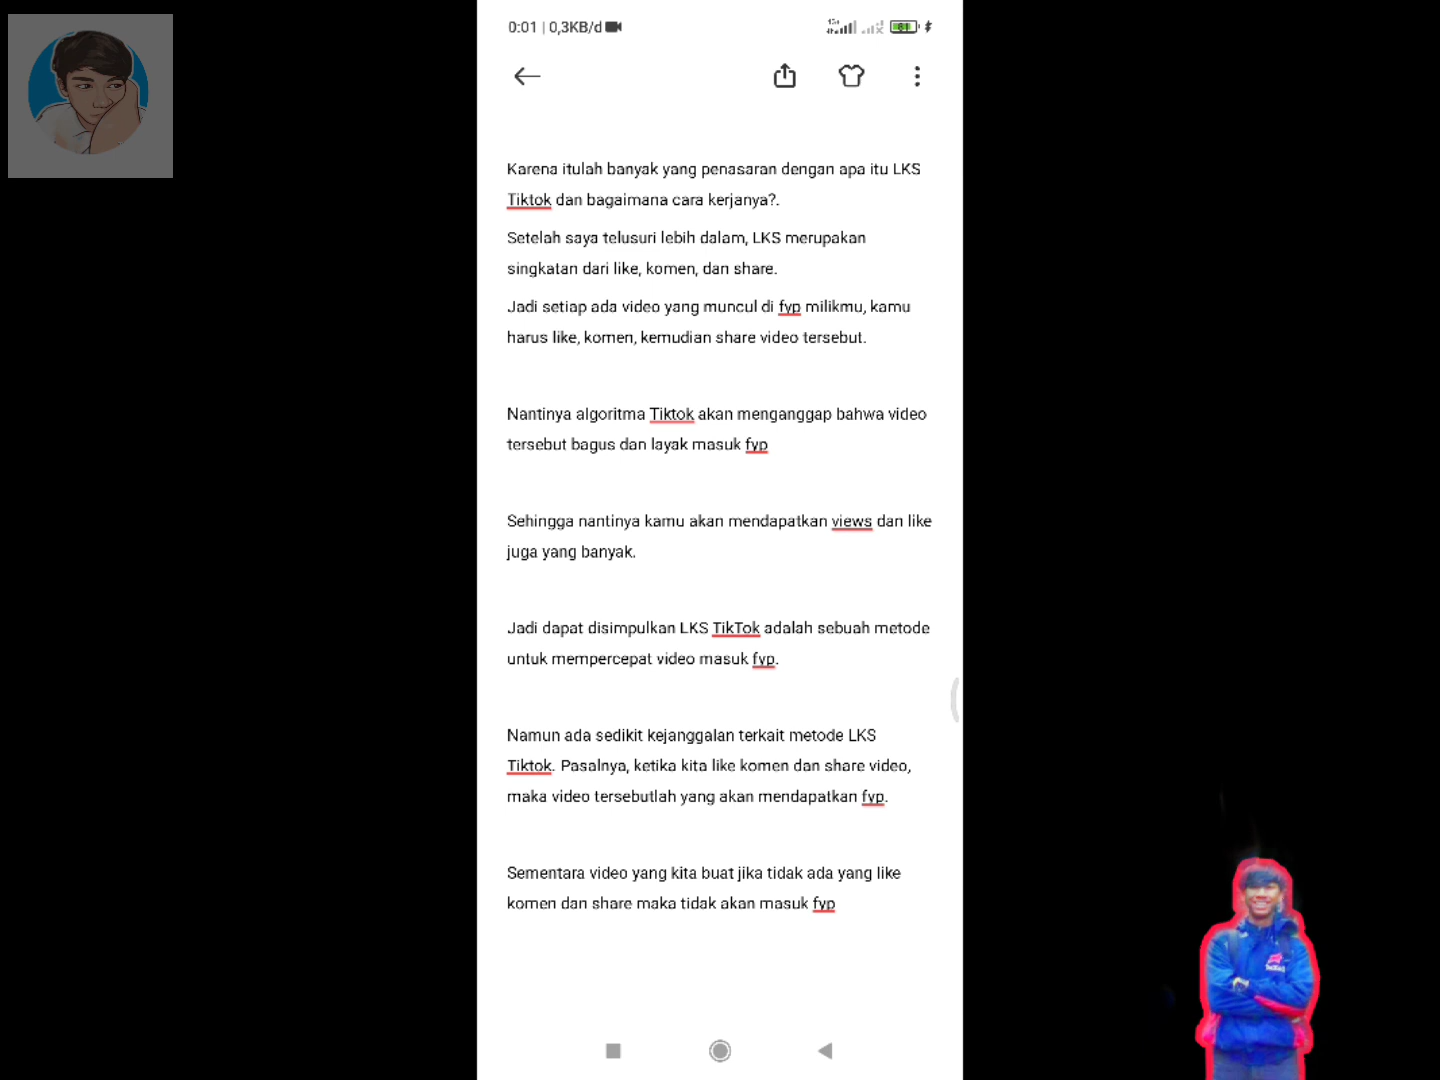 0:01 | 0,3KB/d
Karena itulah banyak yang penasaran dengan apa itu LKS
Tiktok dan bagaimana cara kerjanya?.
Setelah saya telusuri lebih dalam, LKS merupakan
singkatan dari like, komen, dan share.
Jadi setiap ada video yang muncul di fyp milikmu, kamu
harus like, komen, kemudian share video tersebut.
Nantinya algoritma Tiktok akan menganggap bahwa video
tersebut bagus dan layak masuk fyp
Sehingga nantinya kamu akan mendapatkan views dan like
juga yang banyak.
Jadi dapat disimpulkan LKS TikTok adalah sebuah metode
untuk mempercepat video masuk fyp.
Namun ada sedikit kejanggalan terkait metode LKS
Tiktok. Pasalnya, ketika kita like komen dan share video,
maka video tersebutlah yang akan mendapatkan fyp.
Sementara video yang kita buat jika tidak ada yang like
komen dan share maka tidak akan masuk fyp